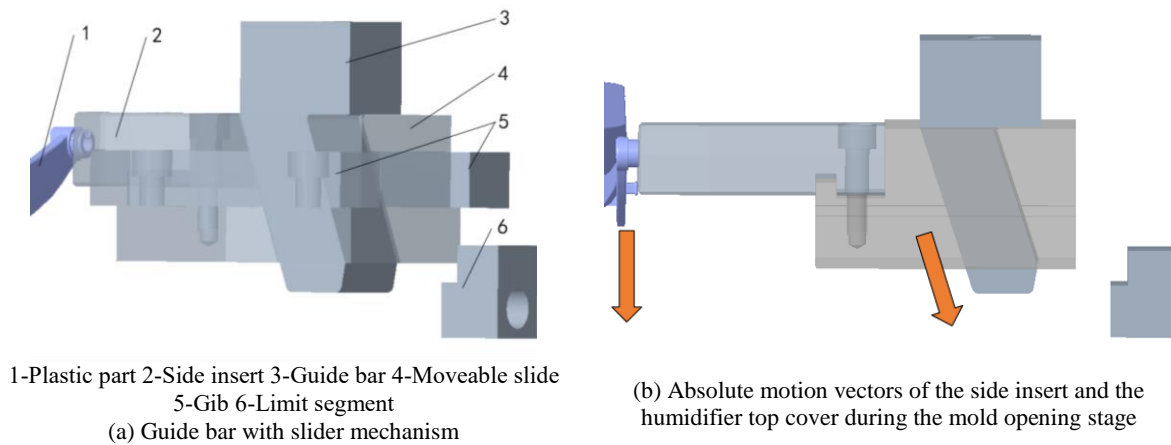 1
2
3
4
5
6
1-Plastic part 2-Side insert 3-Guide bar 4-Moveable slide
5-Gib 6-Limit segment
(a) Guide bar with slider mechanism
(b) Absolute motion vectors of the side insert and the
humidifier top cover during the mold opening stage